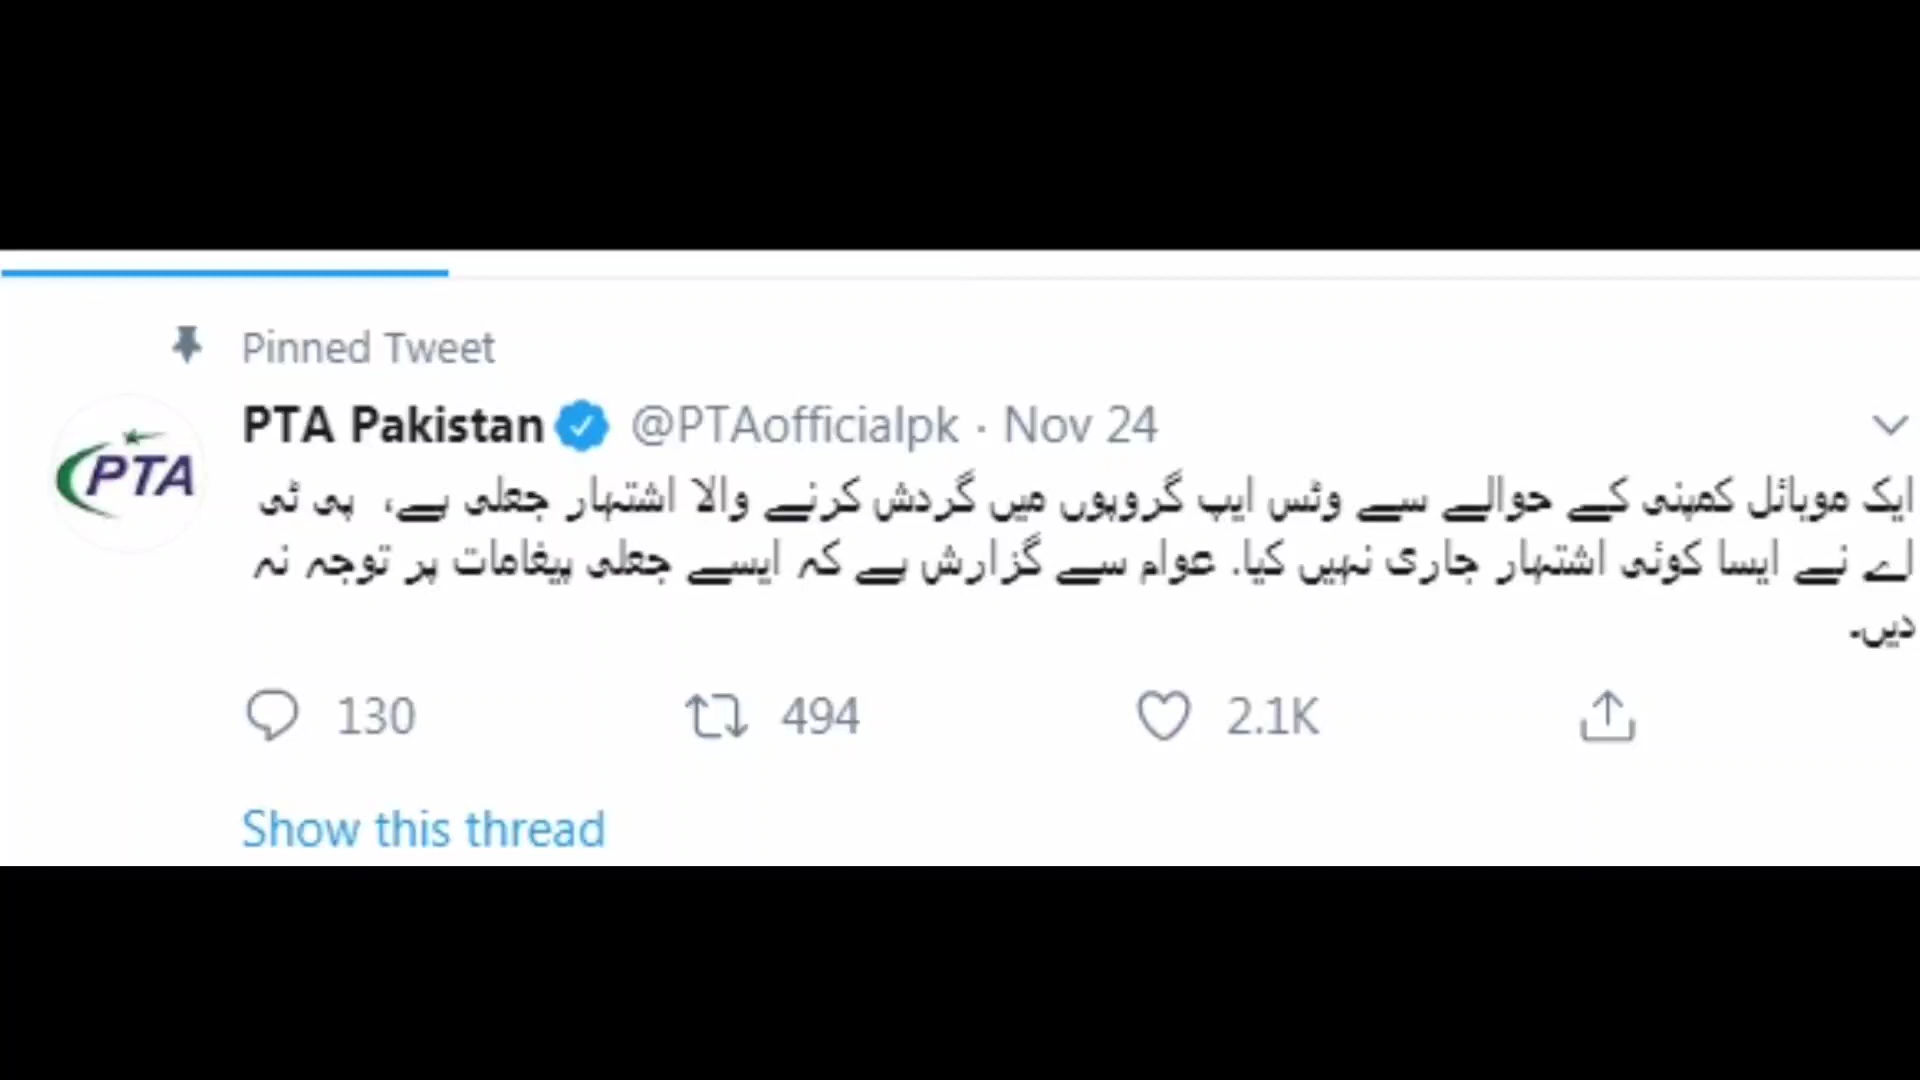 Pinned Tweet
PTA Pakistan @PTAofficialpk · Nov 24
PTA
ایک موبائل کمپنی کے حوالے سے وٹس ایپ گروپوں میں گردش کرنے والا اشتہار جعلی ہے، پی ٹی
اے نے ایسا کوئی اشتہار جاری نہیں کیا. عوام سے گزارش ہے کہ ایسے جعلی پیغامات پر توجہ نہ
دیں۔
130 494 2.1K
Show this thread